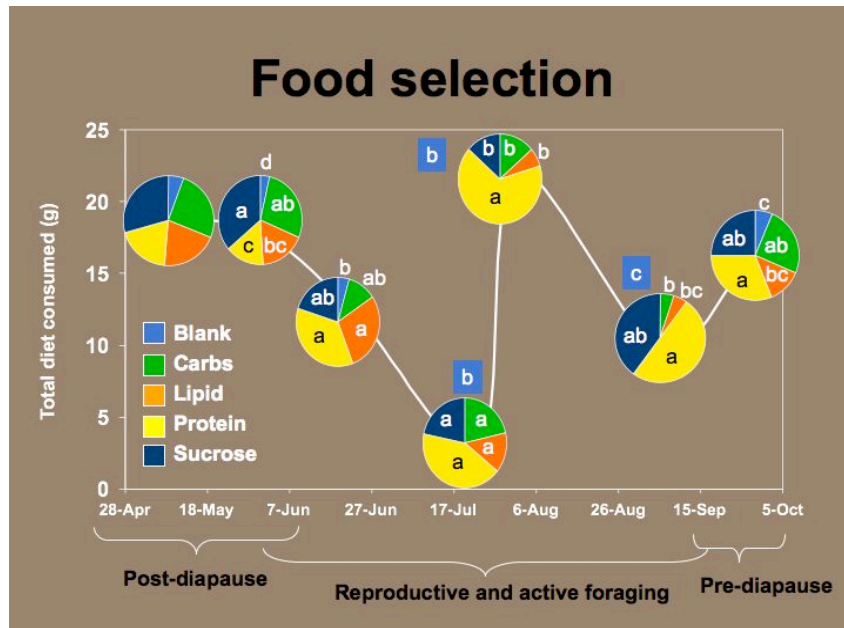 Food selection
Total diet consumed (g)
25
20
15
10
5
0
Blank
Carbs
Lipid
Protein
Sucrose
d
a
ab
c
bc
b
ab
ab
a
a
b
a
a
a
a
b
b
b
b
a
c
b
bc
ab
a
c
ab
ab
bc
a
28-Apr 18-May 7-Jun 27-Jun 17-Jul 6-Aug 26-Aug 15-Sep 5-Oct
Post-diapause
Reproductive and active foraging
Pre-diapause